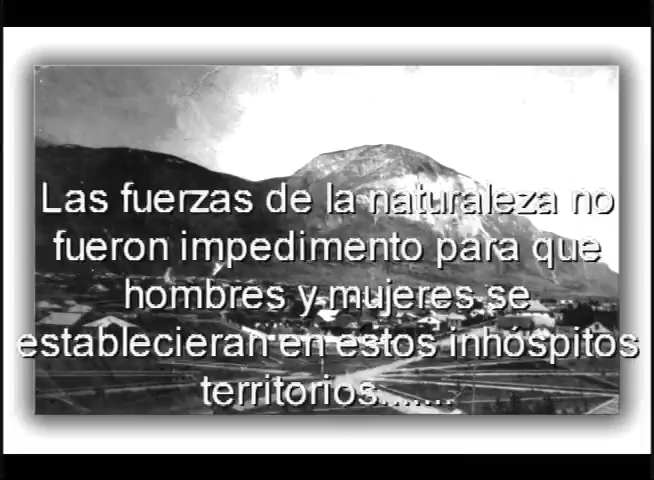 Las fuerzas de la naturaleza no
fueron impedimento para que
hombres y mujeres se
establecieran en estos inhóspitos
territorios.......